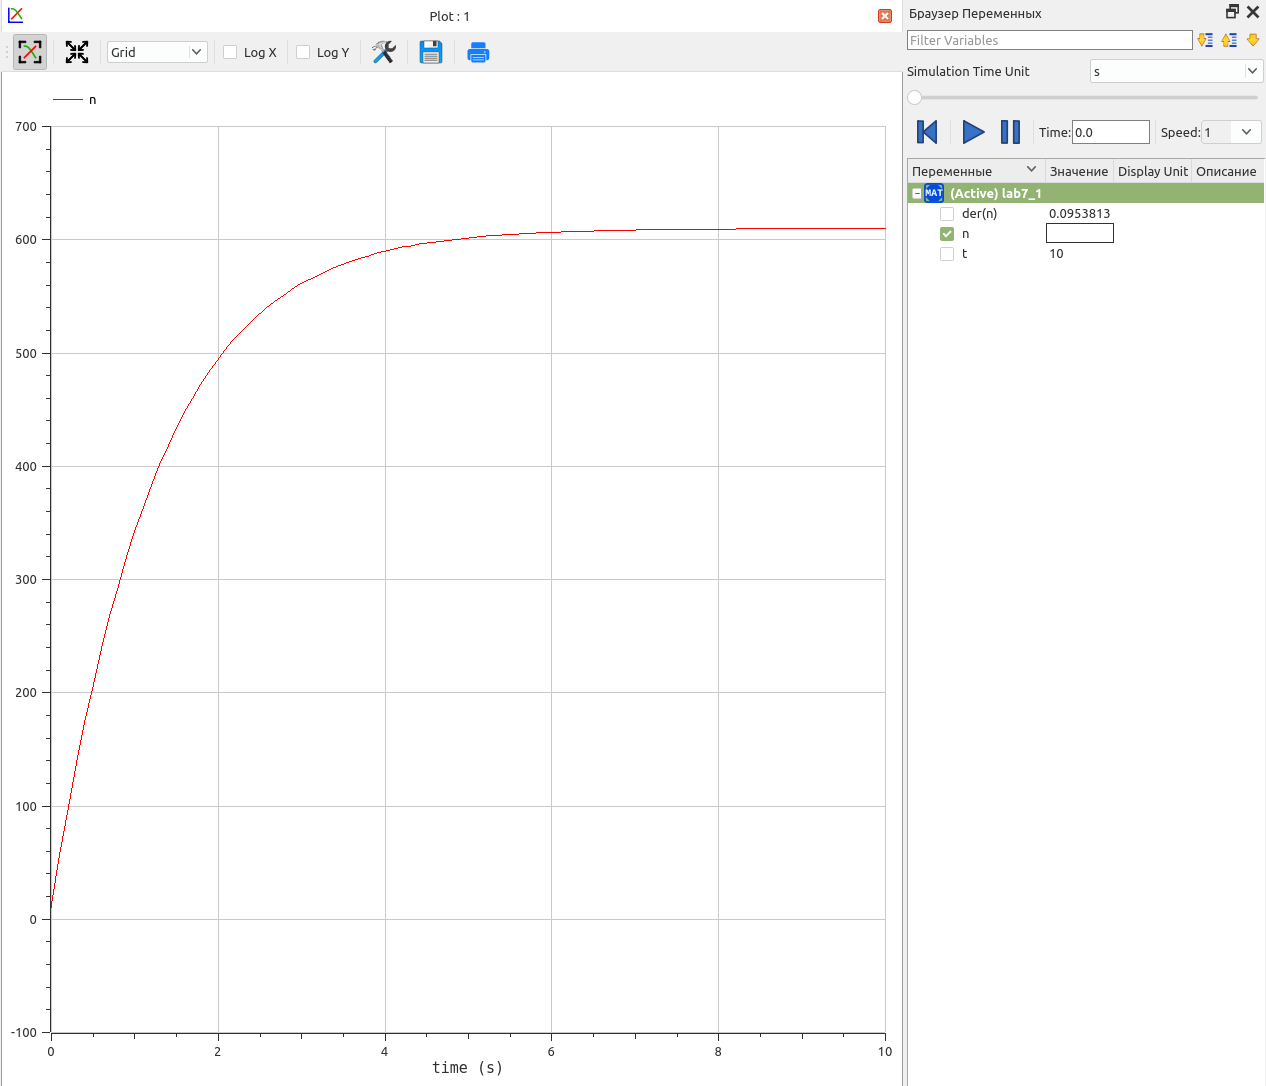 Plot : 1
Grid
Log X
Log Y
n
700
600
500
400
300
200
100
0
-100
0 2 4 6 8 10
time (s)
Браузер Переменных
Filter Variables
Simulation Time Unit s
Time: 0.0 Speed: 1
Переменные Значение Display Unit Описание
MAT (Active) lab7_1
der(n) 0.0953813
n
t 10